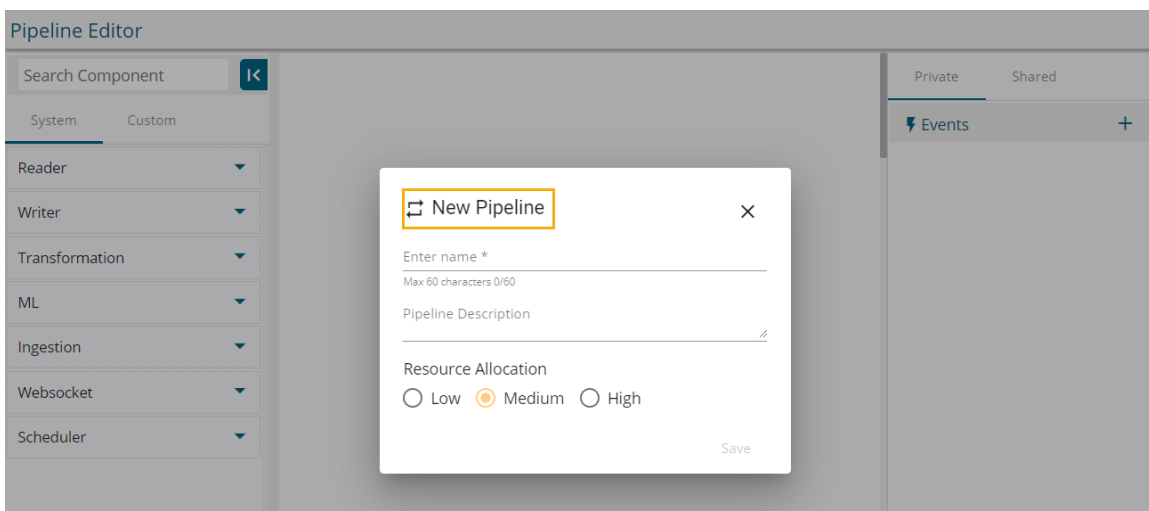 Pipeline Editor
Search Component
System Custom
Reader
Writer
Transformation
ML
Ingestion
Websocket
Scheduler
New Pipeline
Enter name *
Max 60 characters 0/60
Pipeline Description
Resource Allocation
Low Medium High
Save
Private Shared
Events